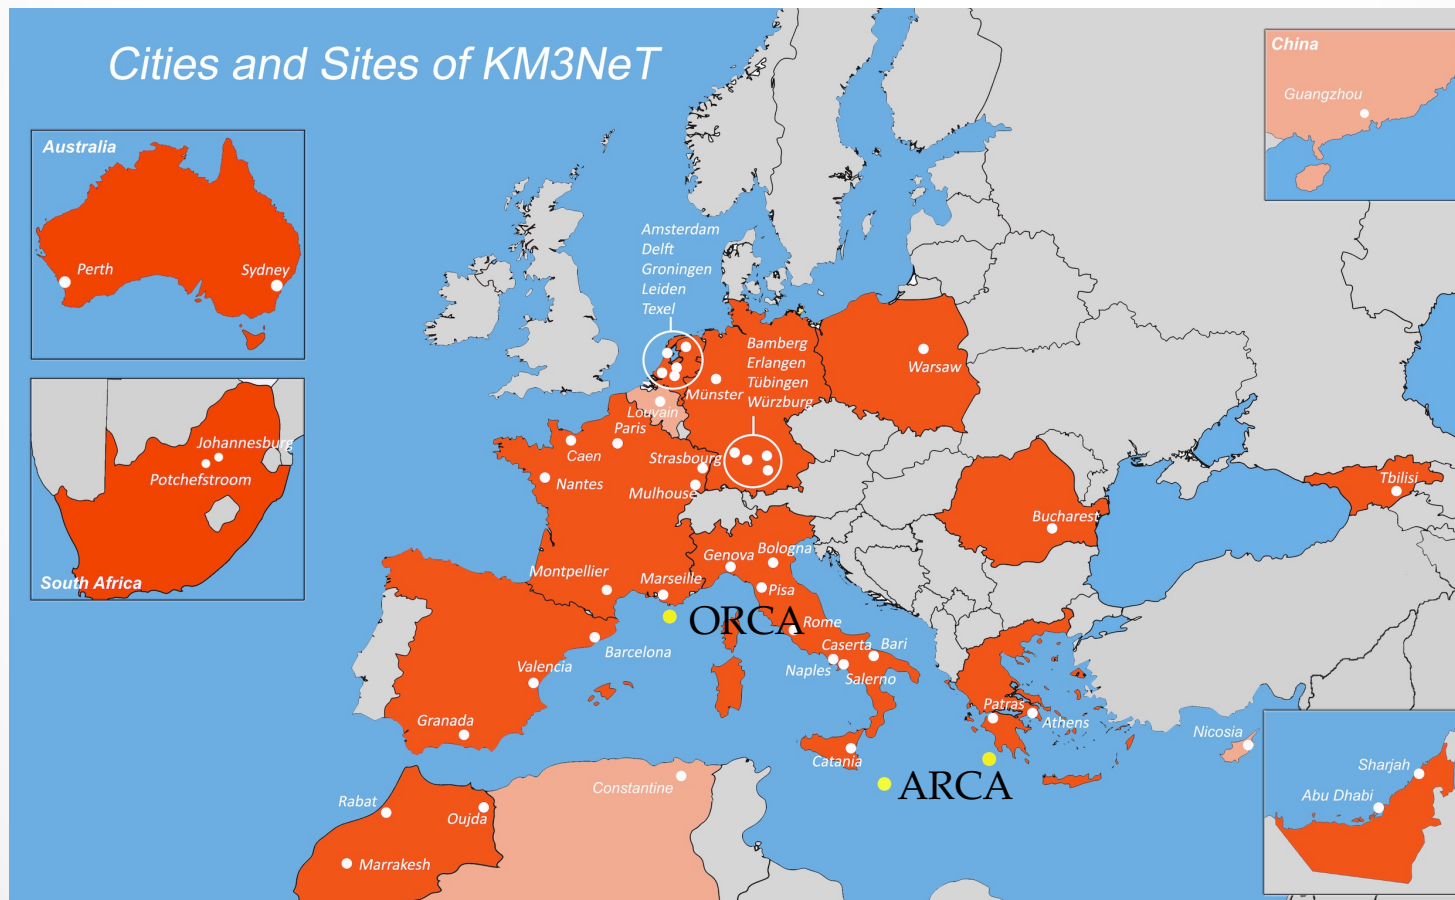 Cities and Sites of KM3NeT
China
Guangzhou
Australia
Perth
Sydney
Amsterdam
Delft
Groningen
Leiden
Texel
Bamberg
Erlangen
Tübingen
Würzburg
Warsaw
Münster
Louvain
Paris
Caen
Strasbourg
Nantes
Mulhouse
Johannesburg
Potchefstroom
South Africa
Tbilisi
Bucharest
Genova
Bologna
Montpellier
Marseille
Pisa
ORCA
Rome
Barcelona
Caserta
Bari
Naples
Salerno
Valencia
Granada
Patras
Athens
Nicosia
Catania
ARCA
Constantine
Sharjah
Abu Dhabi
Rabat
Oujda
Marrakesh